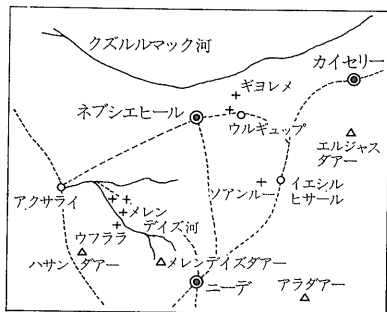 クズルルマック河
カイセリー
ギヨレメ
ネブシエヒール
ウルギュップ
エルジャス
ダアー
ソアンルー
イエシル
ヒサール
アクサライ
メレン
デイズ河
ウフララ
ハサン ダアー
メレンデイズダアー
ニーデ
アラダアー